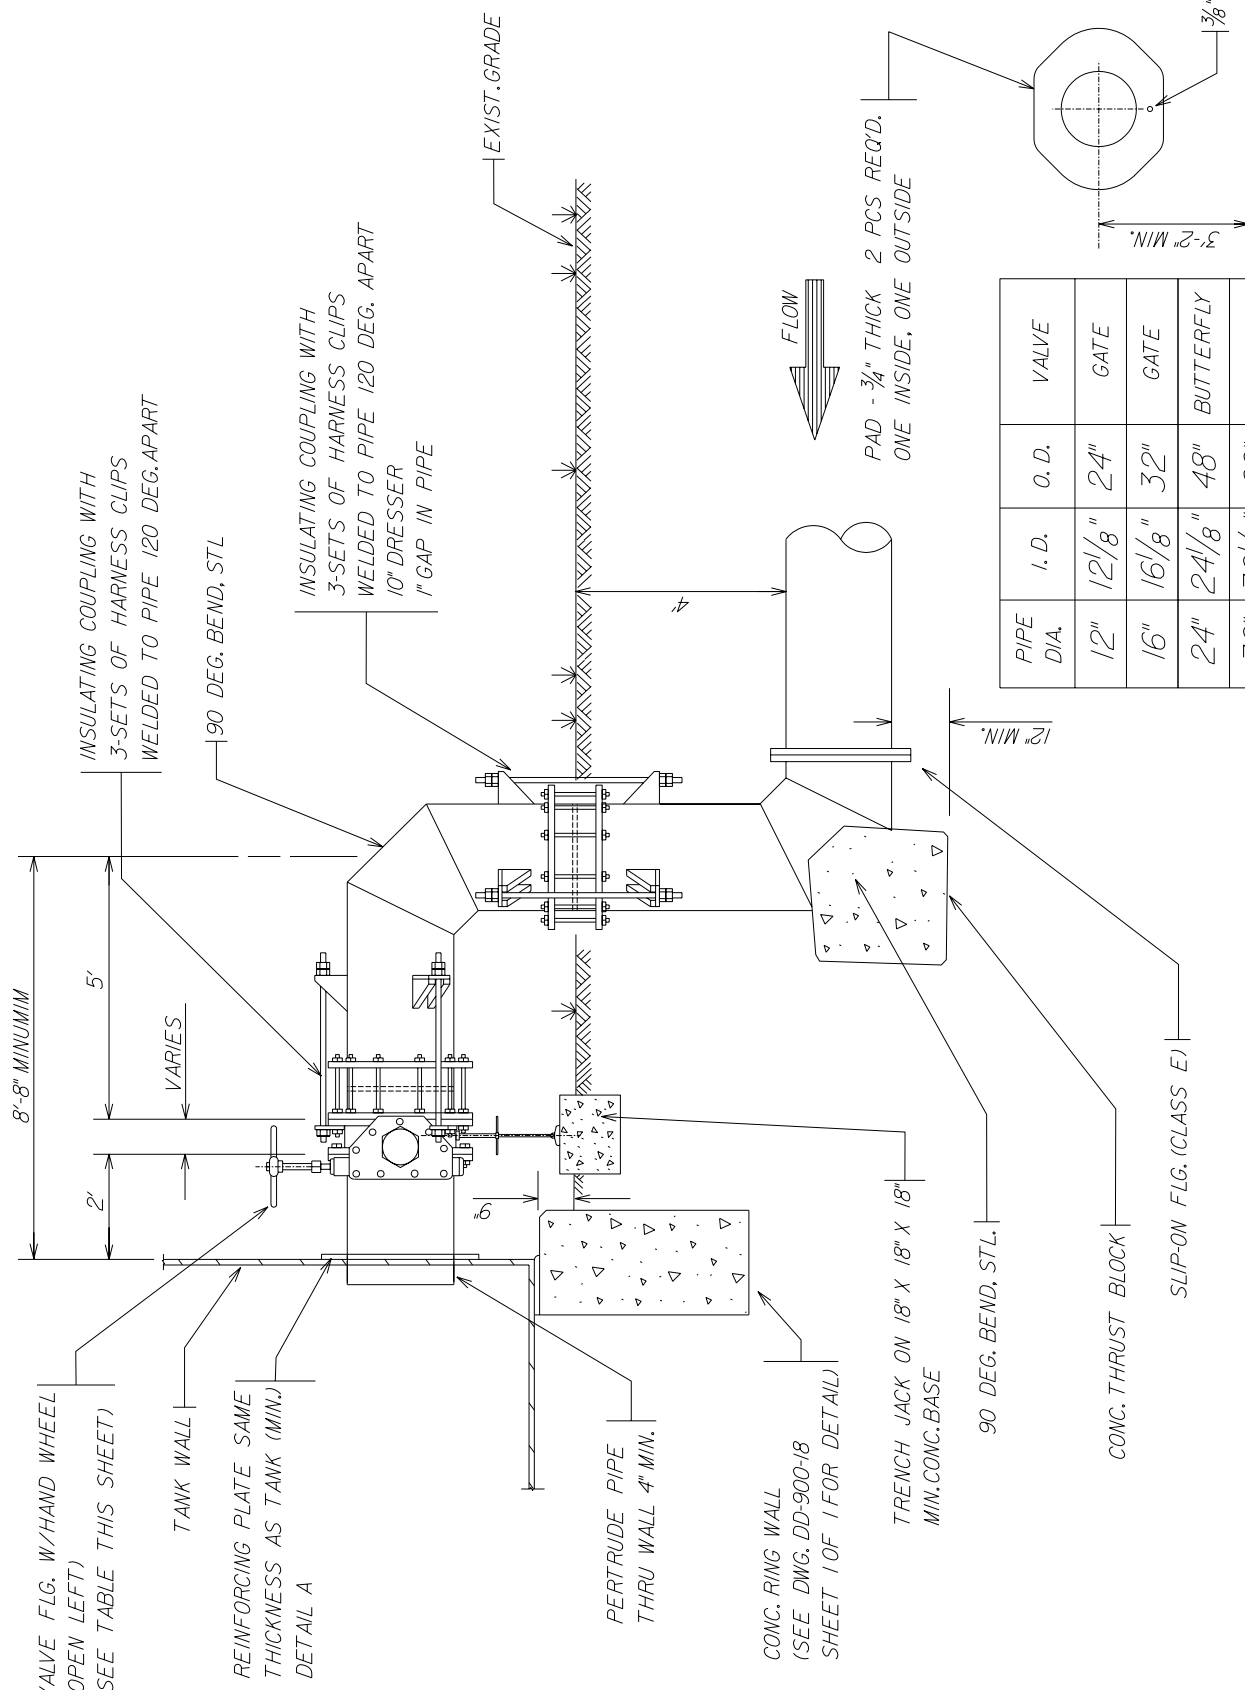 VALVE FLG. W/HAND WHEEL
OPEN LEFT)
SEE TABLE THIS SHEET)
TANK WALL
REINFORCING PLATE SAME
THICKNESS AS TANK (MIN.)
DETAIL A
PERTRUDE PIPE
THRU WALL 4" MIN.
CONC. RING WALL
(SEE DWG. DD-900-18
SHEET 1 OF 1 FOR DETAIL)
TRENCH JACK ON 18" X 18" X 18"
MIN. CONC. BASE
90 DEG. BEND, STL.
CONC. THRUST BLOCK
SLIP-ON FLG. (CLASS E)
8'-8" MINUMIM
2'
VARIES
5'
9"
INSULATING COUPLING WITH
3-SETS OF HARNESS CLIPS
WELDED TO PIPE 120 DEG. APART
90 DEG. BEND, STL
INSULATING COUPLING WITH
3-SETS OF HARNESS CLIPS
WELDED TO PIPE 120 DEG. APART
10" DRESSER
1" GAP IN PIPE
EXIST. GRADE
4'
12" MIN.
FLOW
PAD - 3/4" THICK 2 PCS REQ'D.
ONE INSIDE, ONE OUTSIDE
3/8"
3'-2" MIN.
PIPE DIA. I.D. O.D. VALVE
12" 12 1/8" 24" GATE
16" 16 1/8" 32" GATE
24" 24 1/8" 48" BUTTERFLY